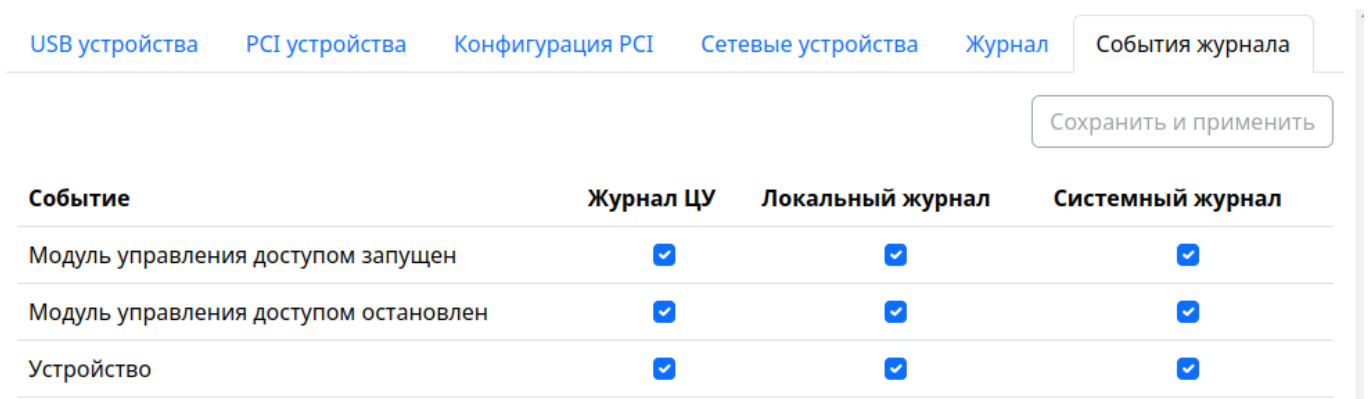 USB устройства PCI устройства Конфигурация PCI Сетевые устройства Журнал События журнала
Сохранить и применить
Событие Журнал ЦУ Локальный журнал Системный журнал
Модуль управления доступом запущен
Модуль управления доступом остановлен
Устройство